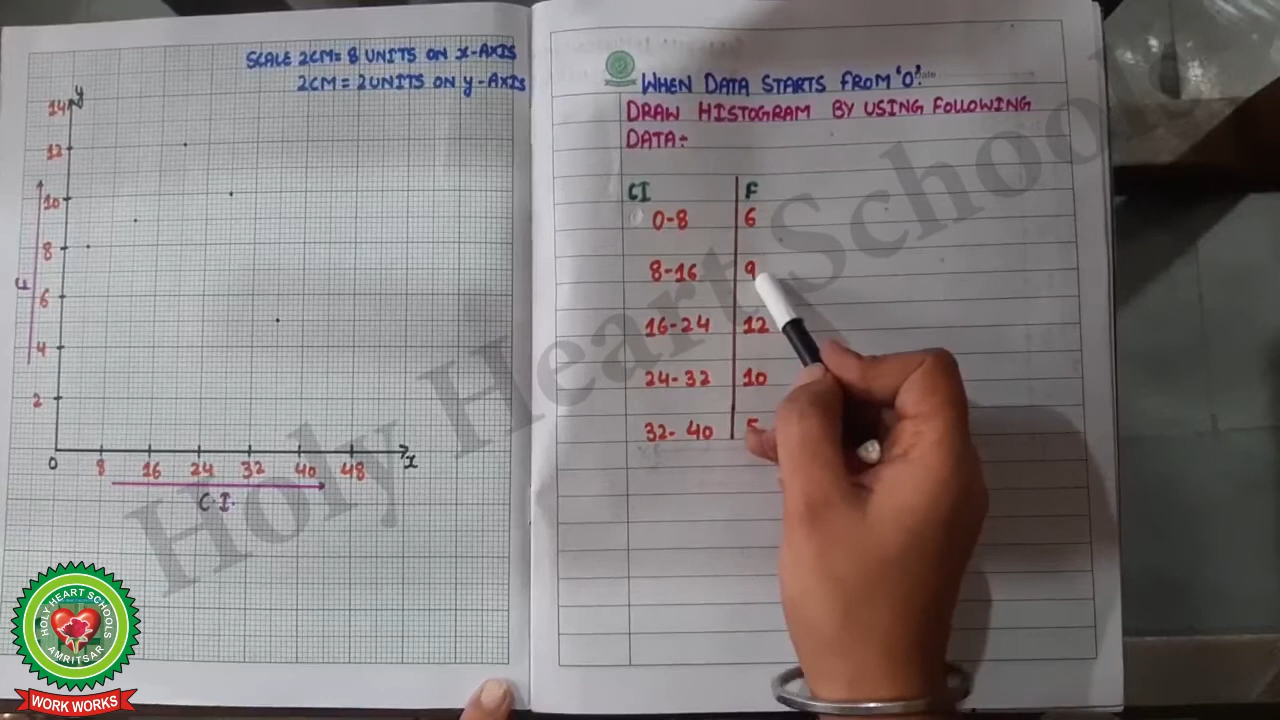 SCALE 2CM = 8 UNITS ON X-AXIS
2CM = 2UNITS ON y-AXIS
y
14
12
10
8
6
4
2
F
0 8 16 24 32 40 48 x
C.I.
WHEN DATA STARTS FROM '0'.
DRAW HISTOGRAM BY USING FOLLOWING
DATA:-
CI F
0-8 6
8-16 9
16-24 12
24-32 10
32-40 5
Holy Heart Schools
HOLY HEART SCHOOLS
AMRITSAR
WORK WORKS